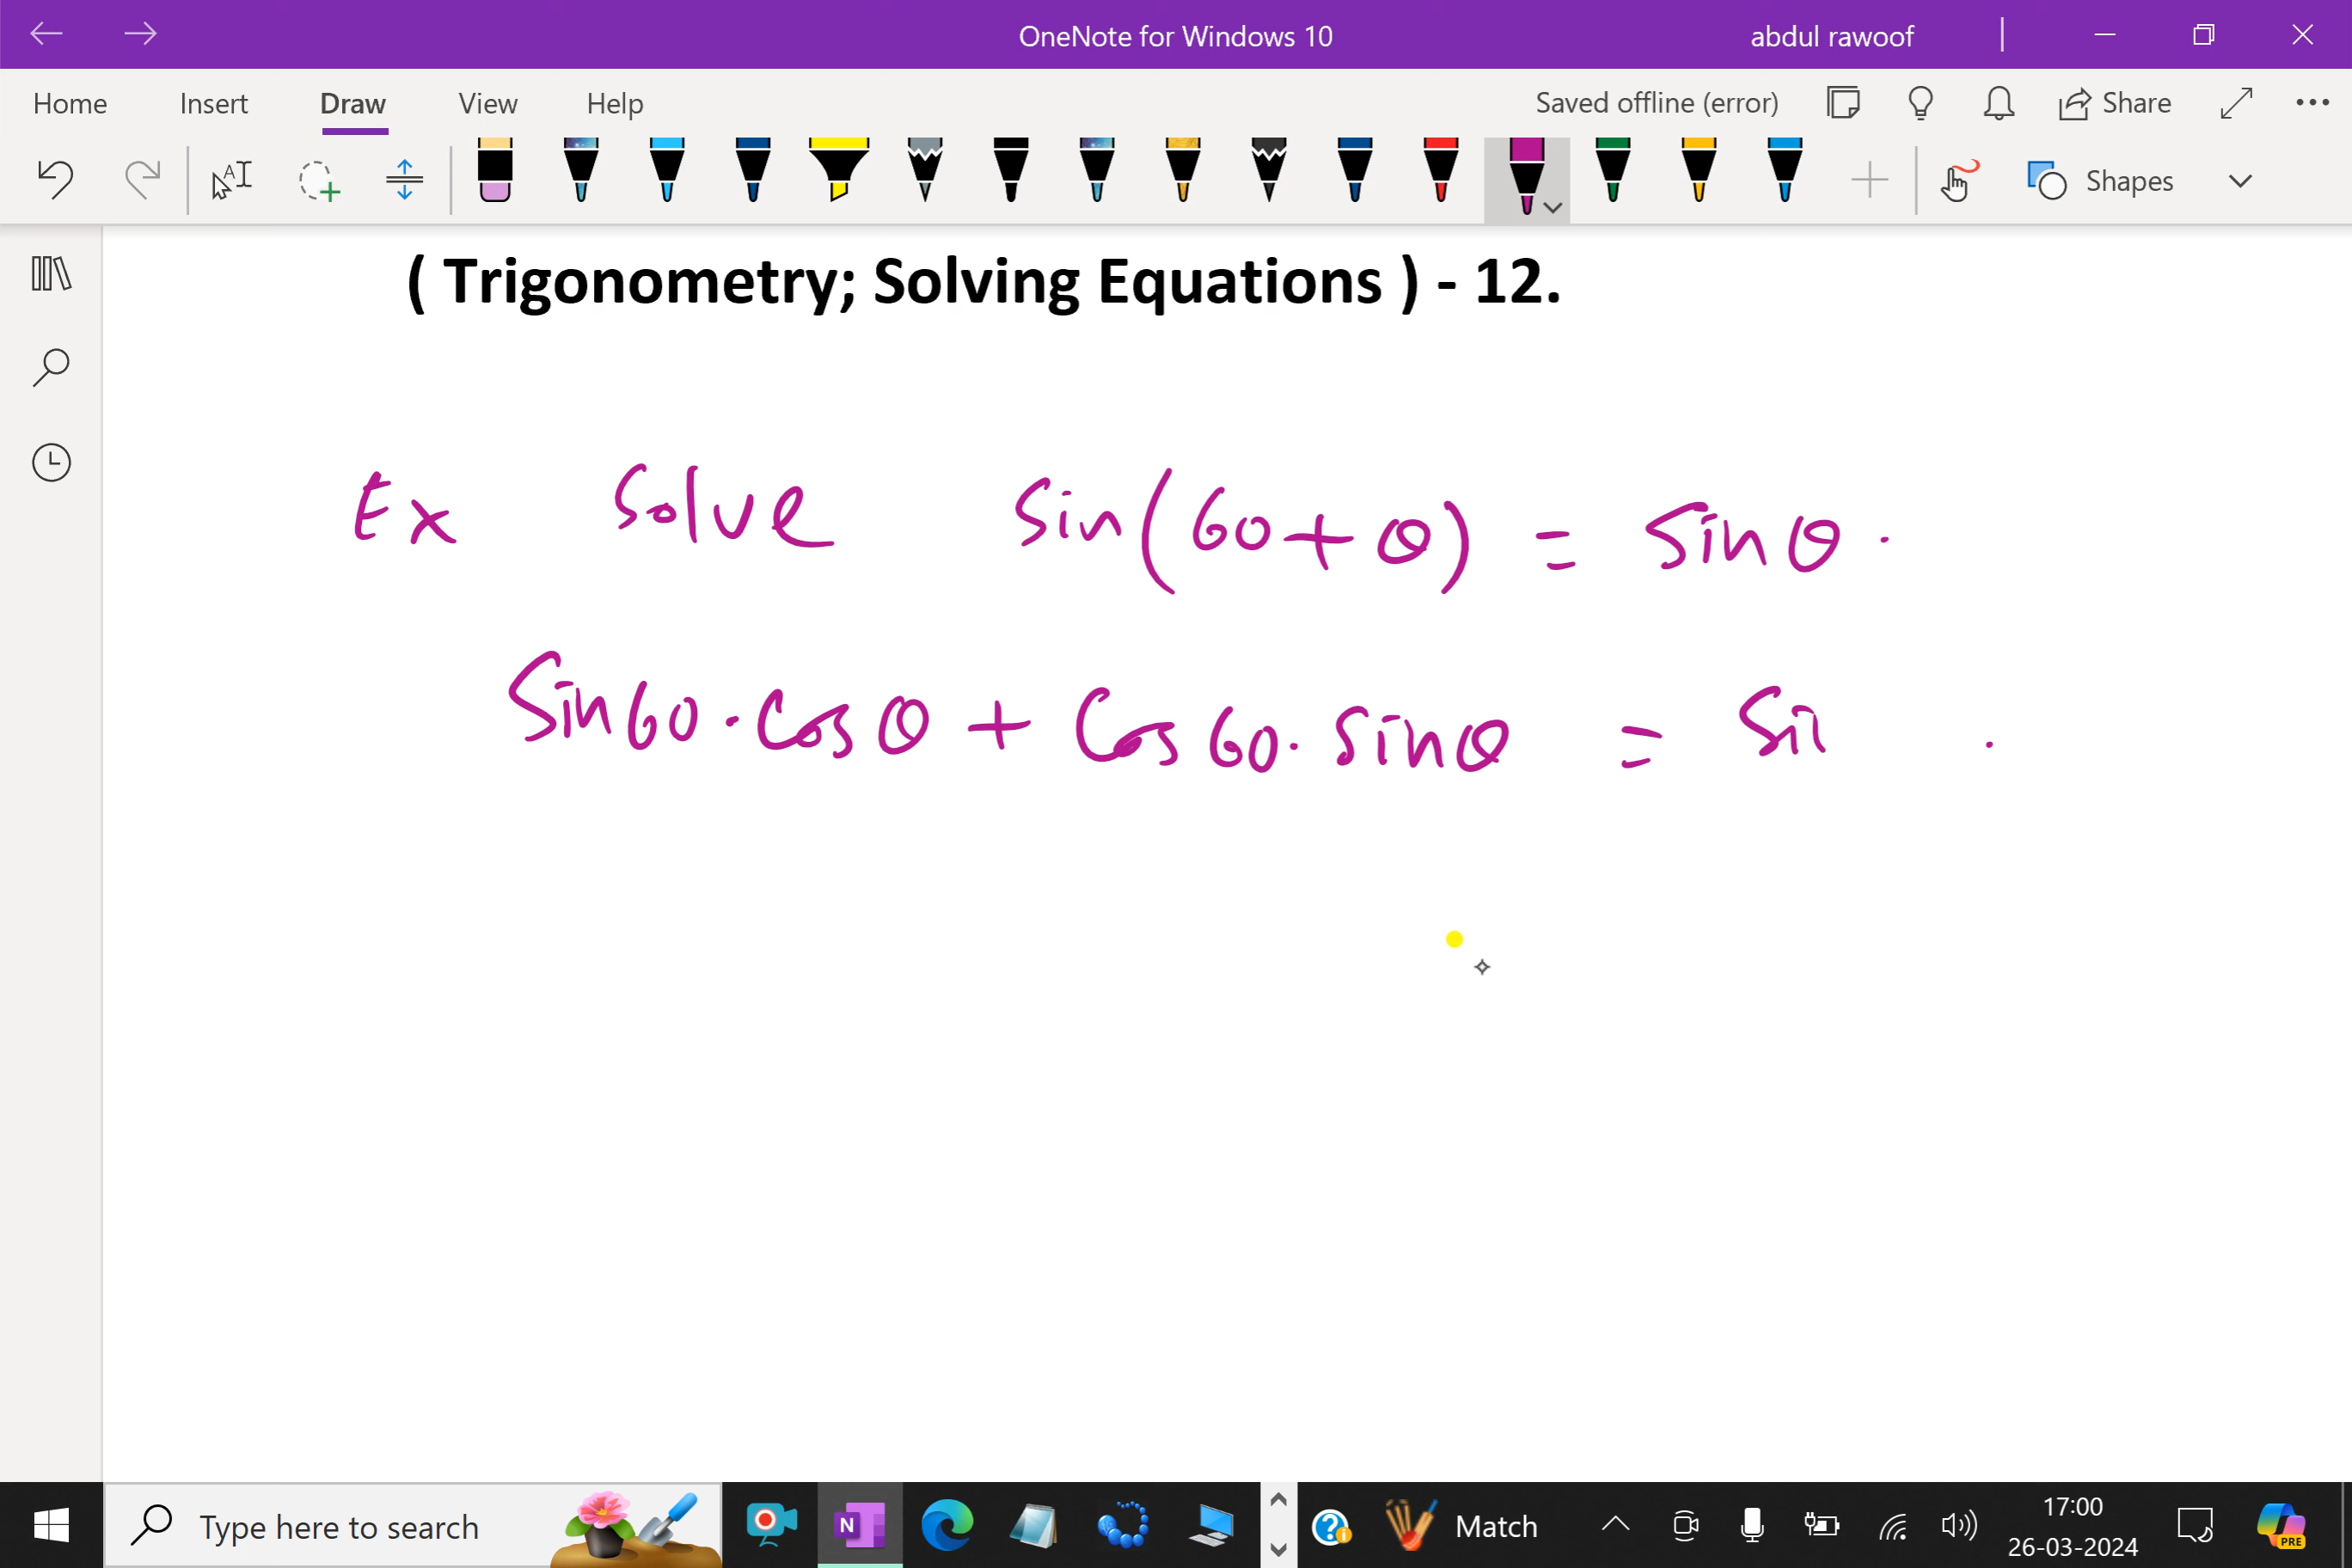 OneNote for Windows 10
abdul rawoof
Home Insert Draw View Help
Saved offline (error)
Share
Shapes
( Trigonometry; Solving Equations ) - 12.
Ex Solve Sin(60+θ) = Sinθ.
Sin60·Cosθ + Cos60·Sinθ = Sin .
Type here to search
N
Match
PRE
17:00
26-03-2024